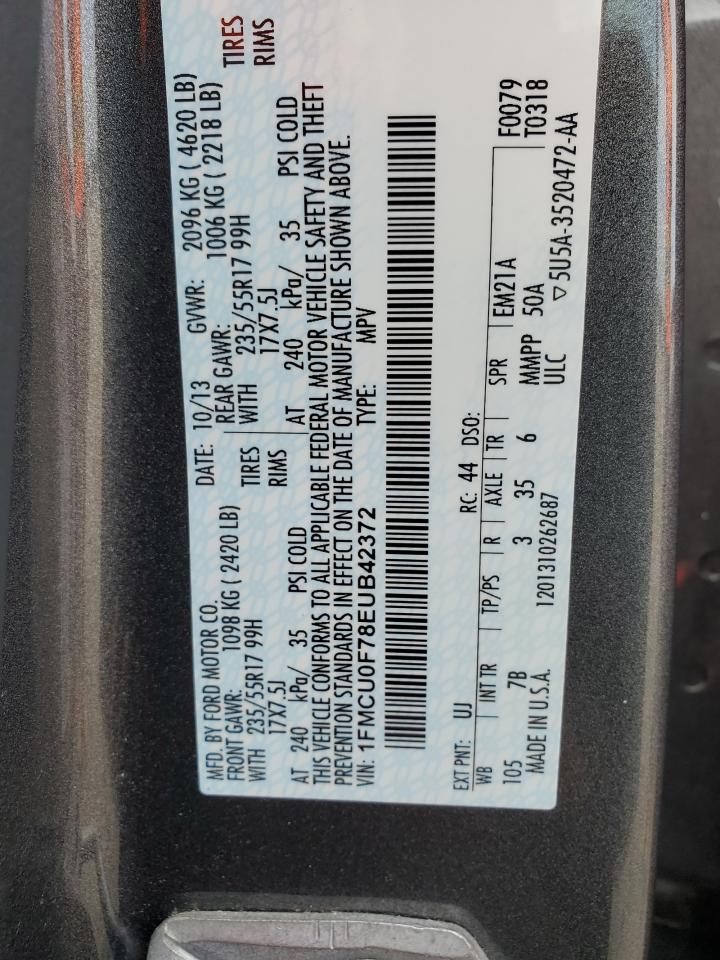 MFD. BY FORD MOTOR CO. DATE: 10/13 GVWR: 2096 KG ( 4620 LB)
FRONT GAWR: 1098 KG ( 2420 LB) REAR GAWR: 1006 KG ( 2218 LB)
WITH 235/55R17 99H TIRES WITH 235/55R17 99H TIRES
17X7.5J RIMS 17X7.5J RIMS
AT 240 kPa/ 35 PSI COLD AT 240 kPa/ 35 PSI COLD
THIS VEHICLE CONFORMS TO ALL APPLICABLE FEDERAL MOTOR VEHICLE SAFETY AND THEFT
PREVENTION STANDARDS IN EFFECT ON THE DATE OF MANUFACTURE SHOWN ABOVE.
VIN: 1FMCU0F78EUB42372 TYPE: MPV
EXT PNT: UJ RC: 44 DSO:
WB INT TR TP/PS R AXLE TR SPR EM21A F0079
105 7B 3 35 6 MMPP 50A T0318
MADE IN U.S.A. 1201310262687 ULC ▽5U5A-3520472-AA